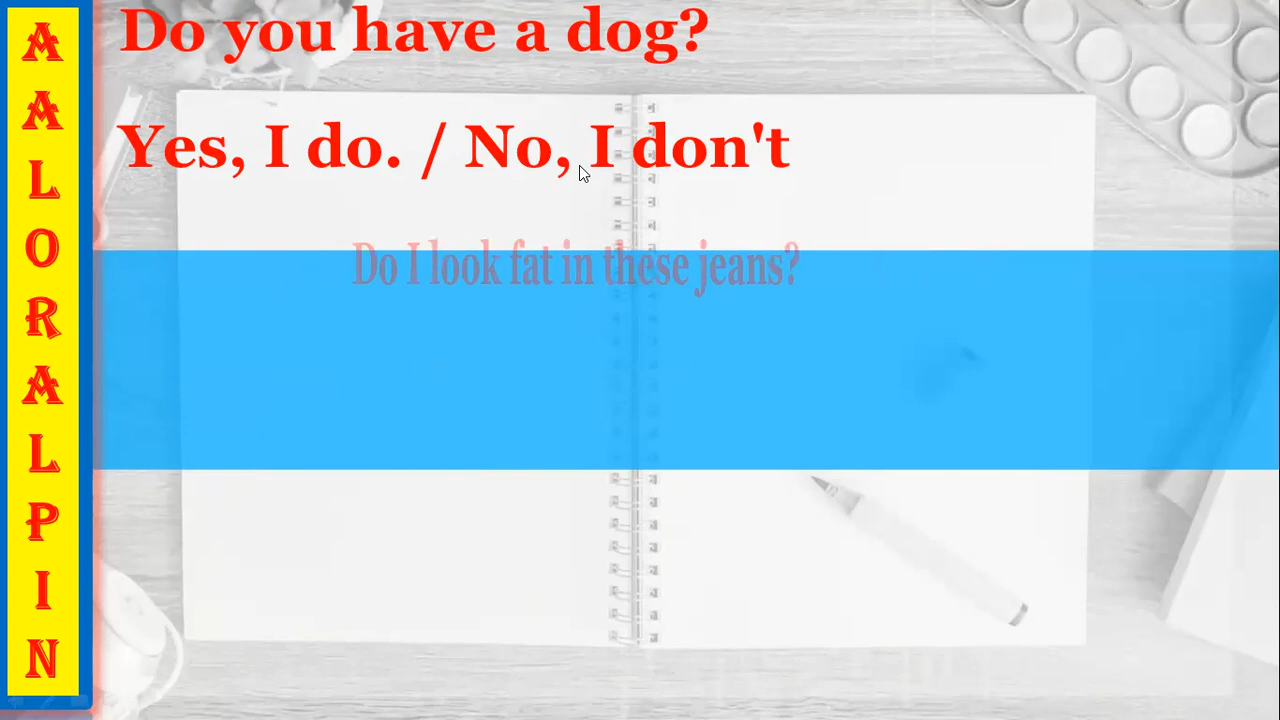 AALORALPIN
Do you have a dog?
Yes, I do. / No, I don't
Do I look fat in these jeans?